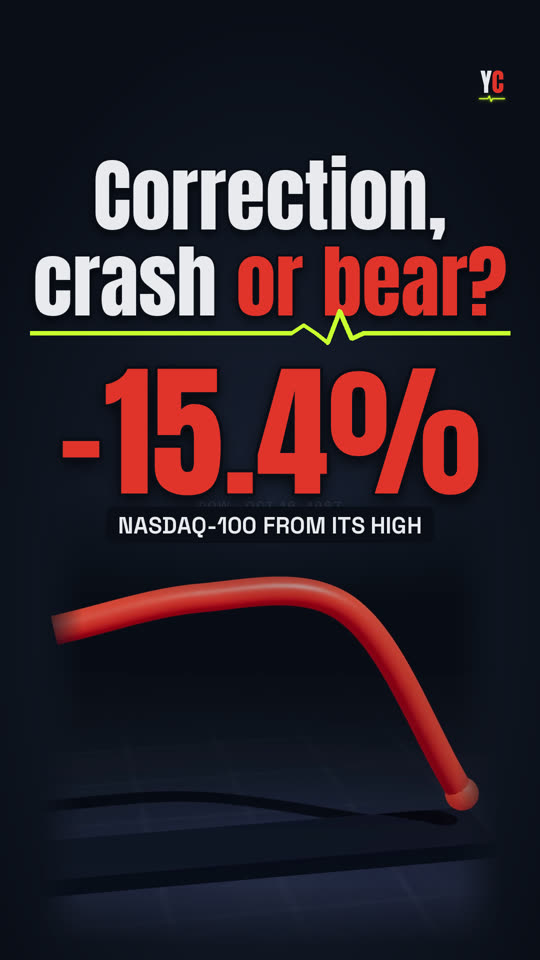 YC
Correction,
crash or bear?
-15.4%
NASDAQ-100 FROM ITS HIGH